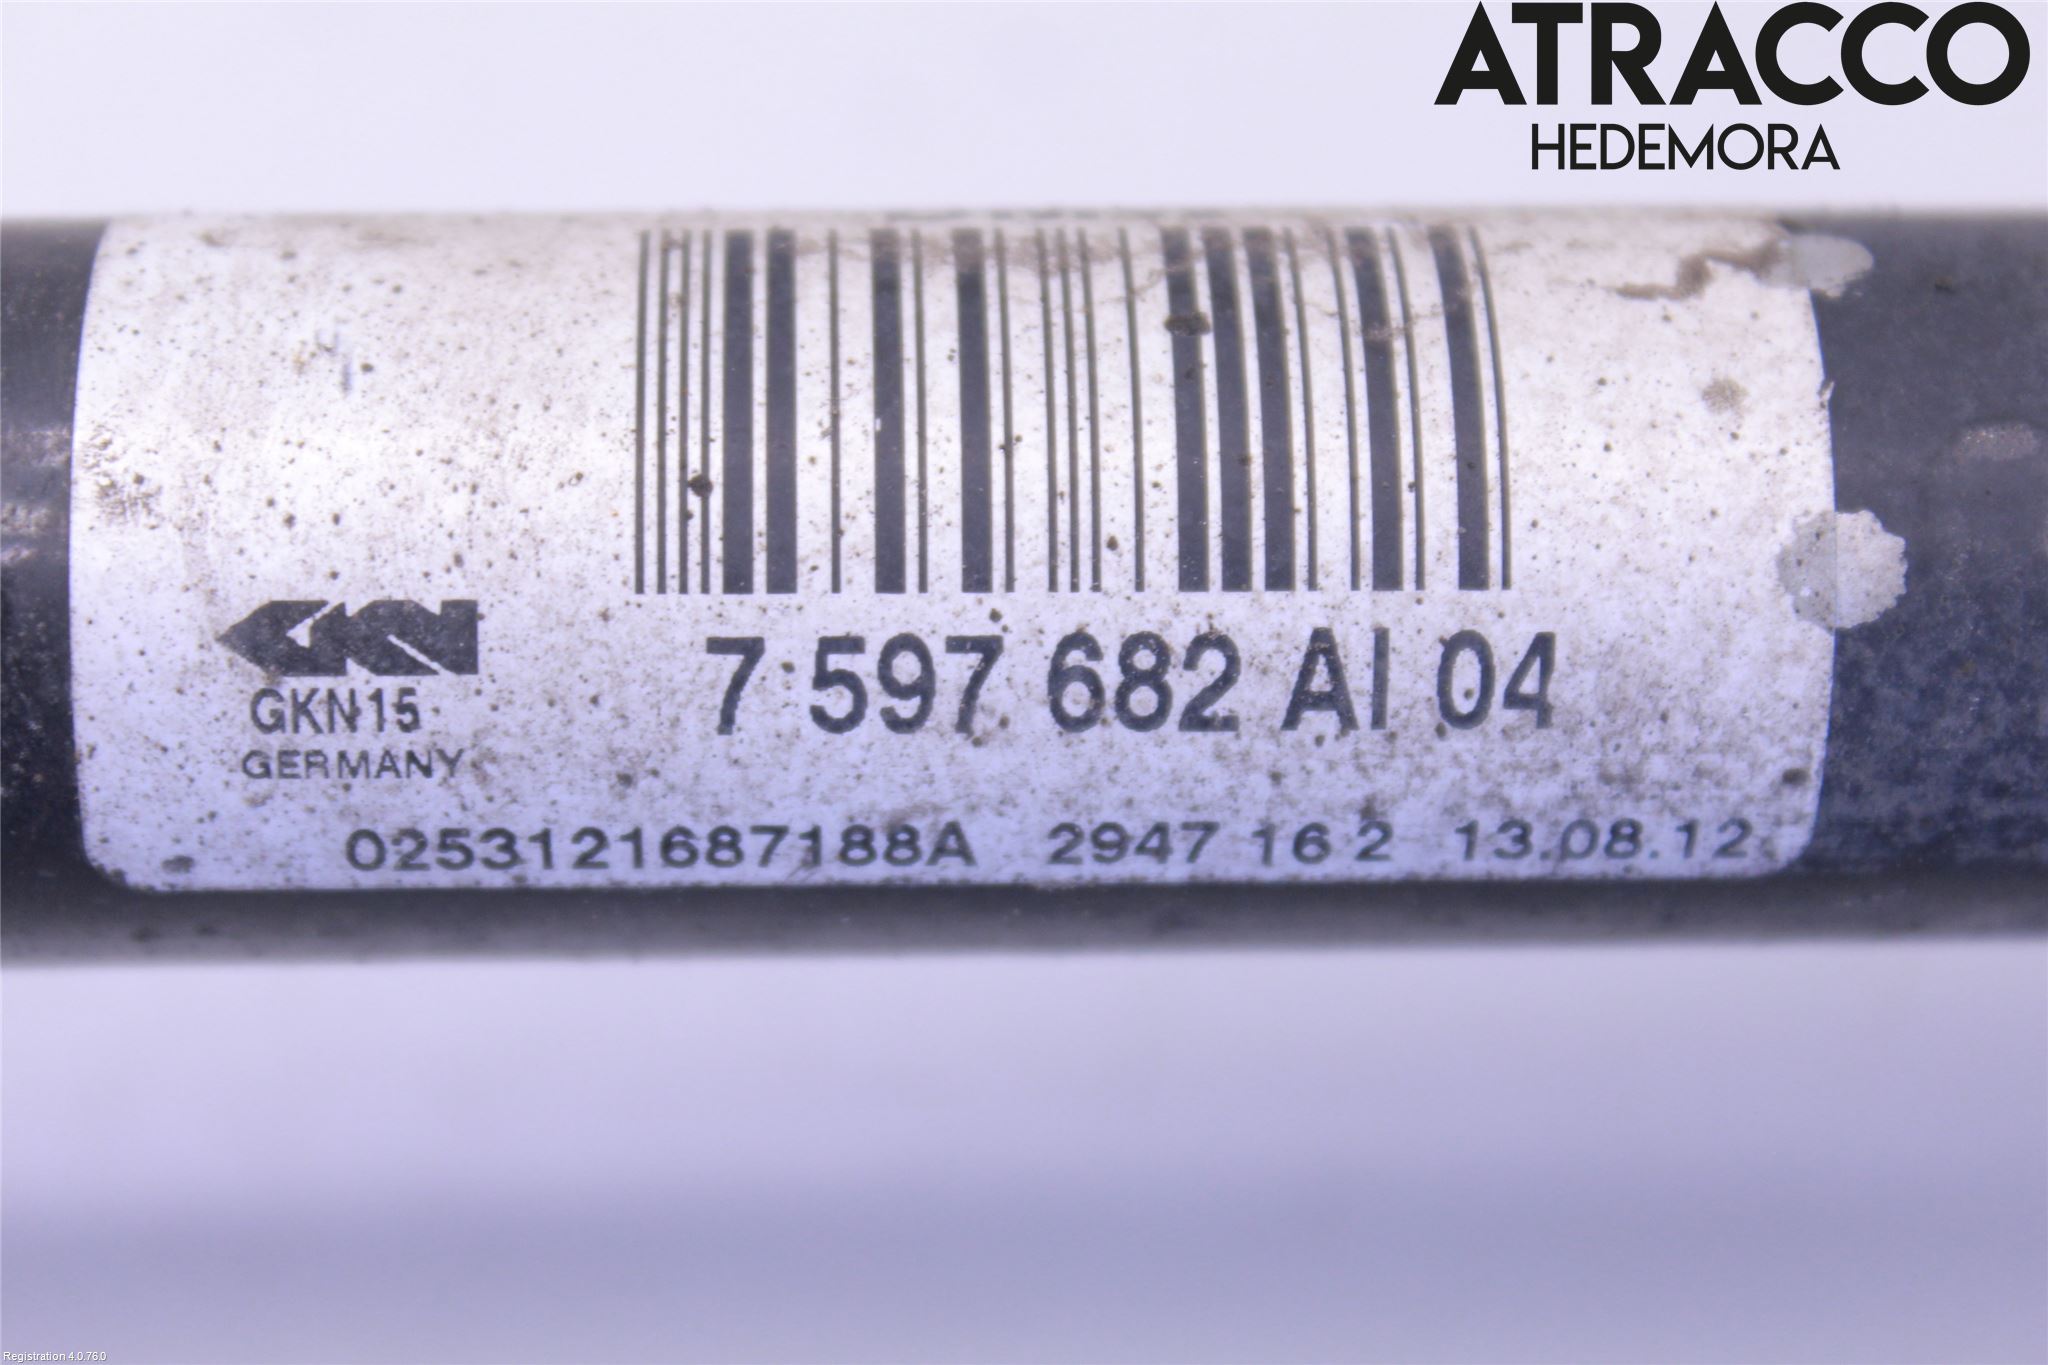 ATRACCO
HEDEMORA
GKN
GKN15
GERMANY
7 597 682 AI 04
0253121687188A 2947 16 2 13.08.12
Registration 4.0.76.0